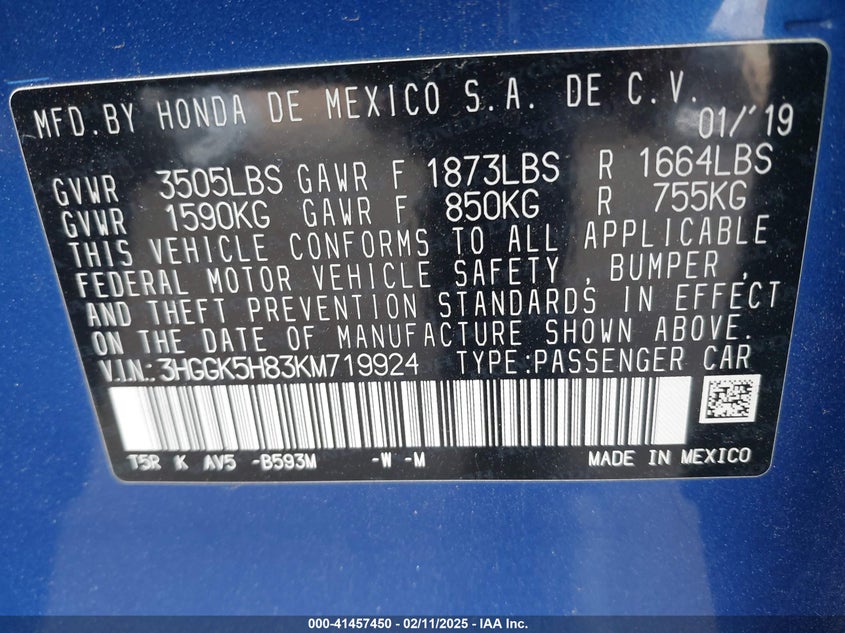 MFD.BY HONDA DE MEXICO S.A. DE C.V.
01/'19
GVWR 3505LBS GAWR F 1873LBS R 1664LBS
GVWR 1590KG GAWR F 850KG R 755KG
THIS VEHICLE CONFORMS TO ALL APPLICABLE
FEDERAL MOTOR VEHICLE SAFETY , BUMPER ,
AND THEFT PREVENTION STANDARDS IN EFFECT
ON THE DATE OF MANUFACTURE SHOWN ABOVE.
V.I.N.: 3HGGK5H83KM719924 TYPE:PASSENGER CAR
T5R K AV5 -B593M -W -M MADE IN MEXICO
000-41457450 - 02/11/2025 - IAA Inc.